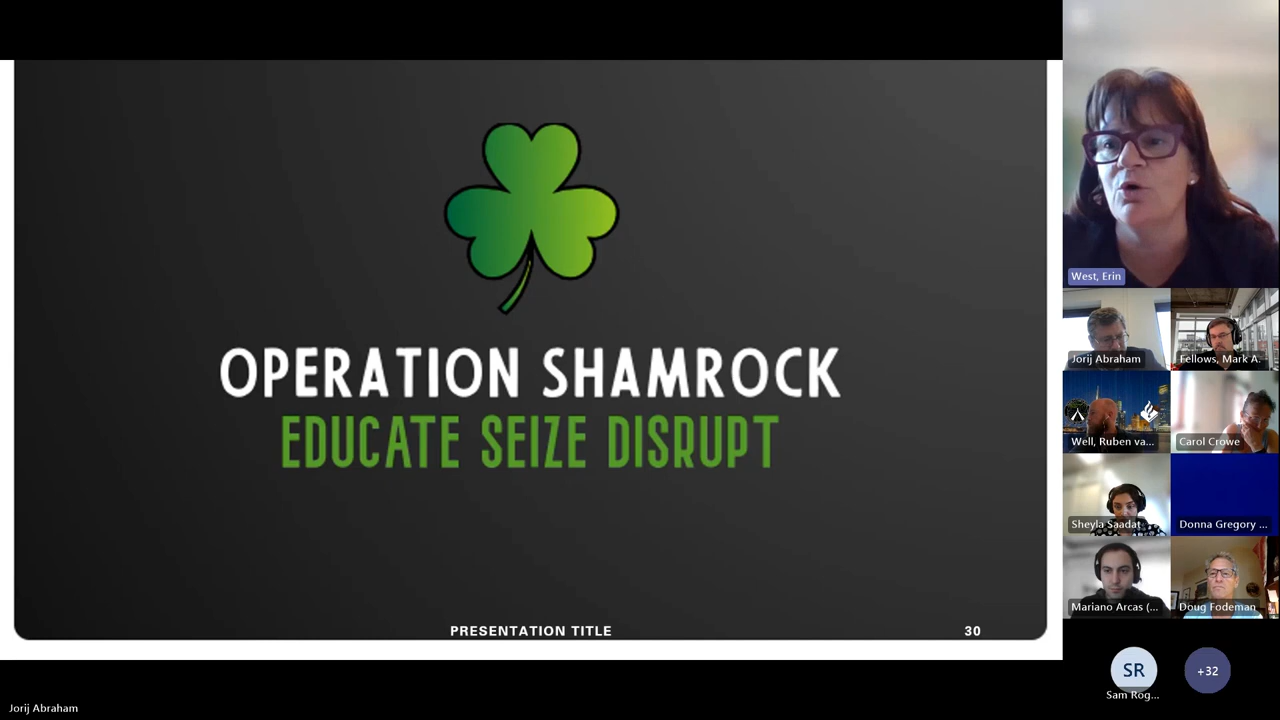 OPERATION SHAMROCK
EDUCATE SEIZE DISRUPT
PRESENTATION TITLE
30
West, Erin
Jorij Abraham
Fellows, Mark A.
Well, Ruben va...
Carol Crowe
Sheyla Saadat
Donna Gregory ...
Mariano Arcas (...
Doug Fodeman
SR
Sam Rog...
+32
Jorij Abraham